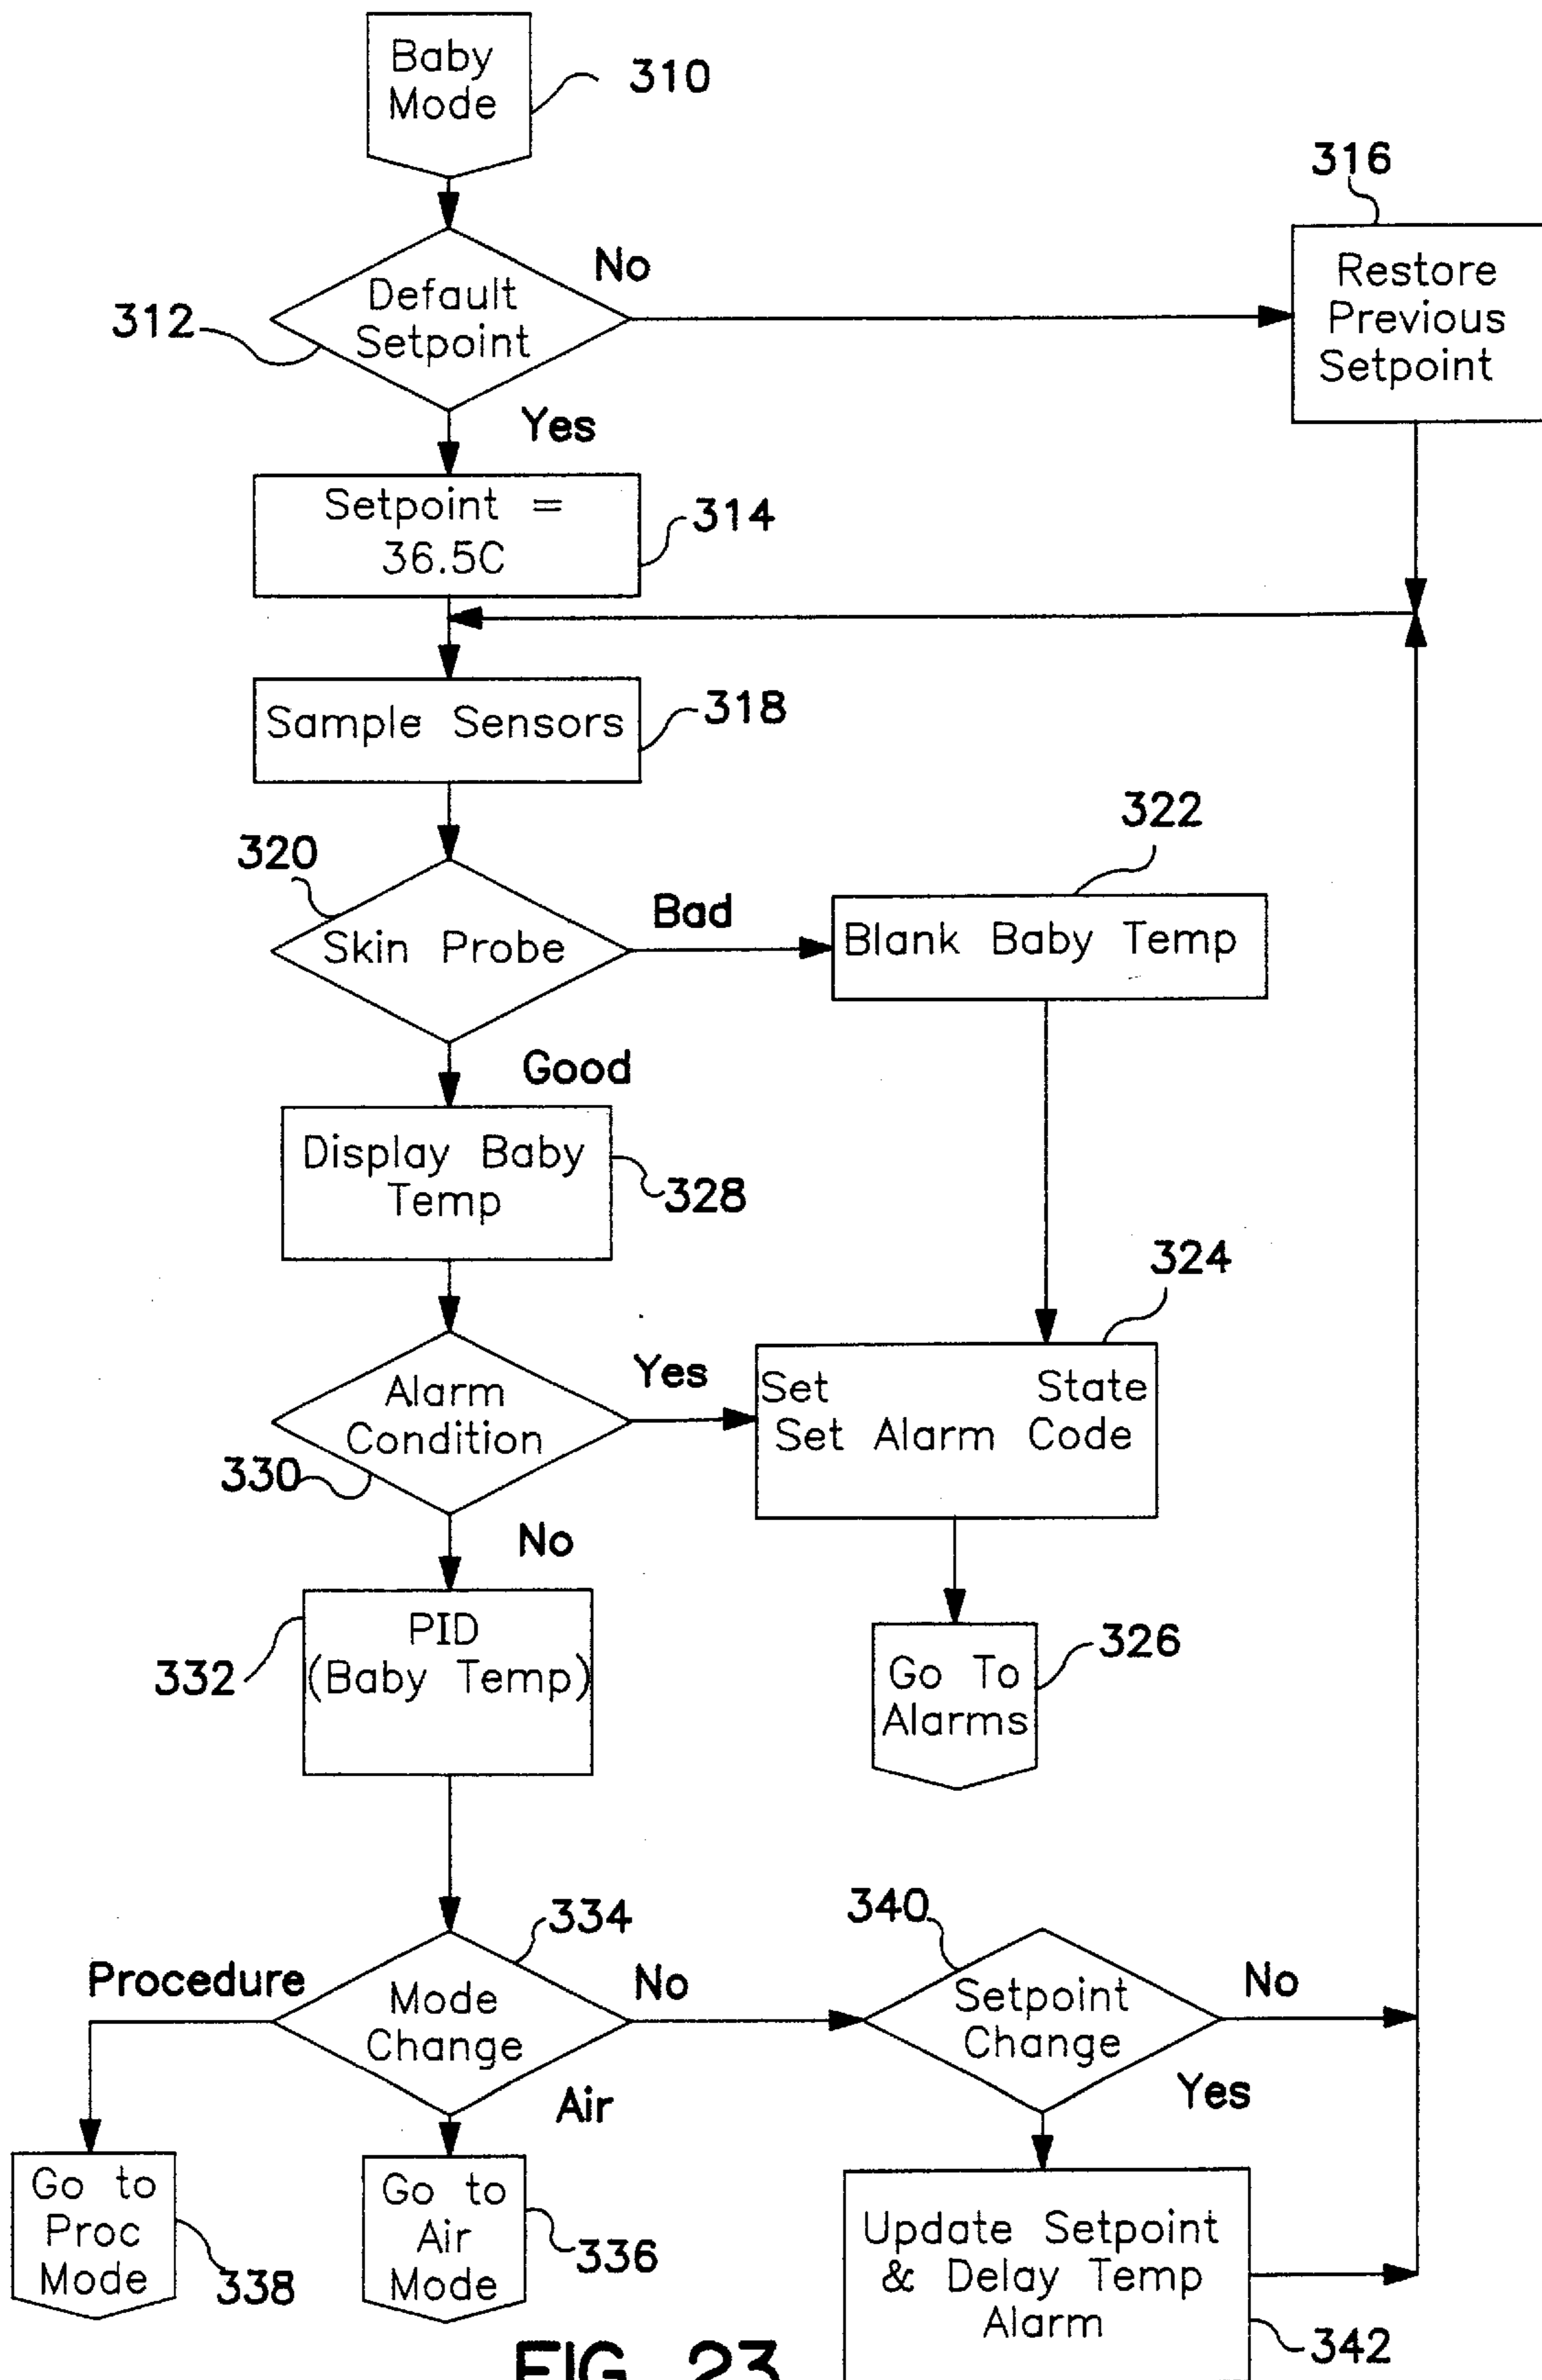 Baby
Mode
310
316
Default
Setpoint
No
312
Restore
Previous
Setpoint
Yes
Setpoint =
36.5C
314
Sample Sensors
318
320
322
Skin Probe
Bad
Blank Baby Temp
Good
Display Baby
Temp
328
324
Alarm
Condition
Yes
330
Set State
Set Alarm Code
No
PID
(Baby Temp)
332
Go To
Alarms
326
334
340
Procedure
Mode
Change
No
Setpoint
Change
No
Air
Yes
Go to
Proc
Mode
338
Go to
Air
Mode
336
Update Setpoint
& Delay Temp
Alarm
342
FIG. 23